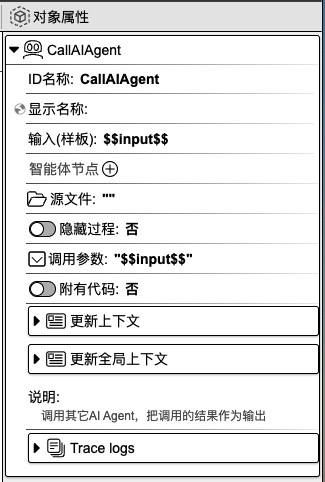 对象属性
CallAIAgent
ID名称: CallAIAgent
显示名称:
输入(样板): $$input$$
智能体节点
源文件: ""
隐藏过程: 否
调用参数: "$$input$$"
附有代码: 否
更新上下文
更新全局上下文
说明:
调用其它AI Agent，把调用的结果作为输出
Trace logs